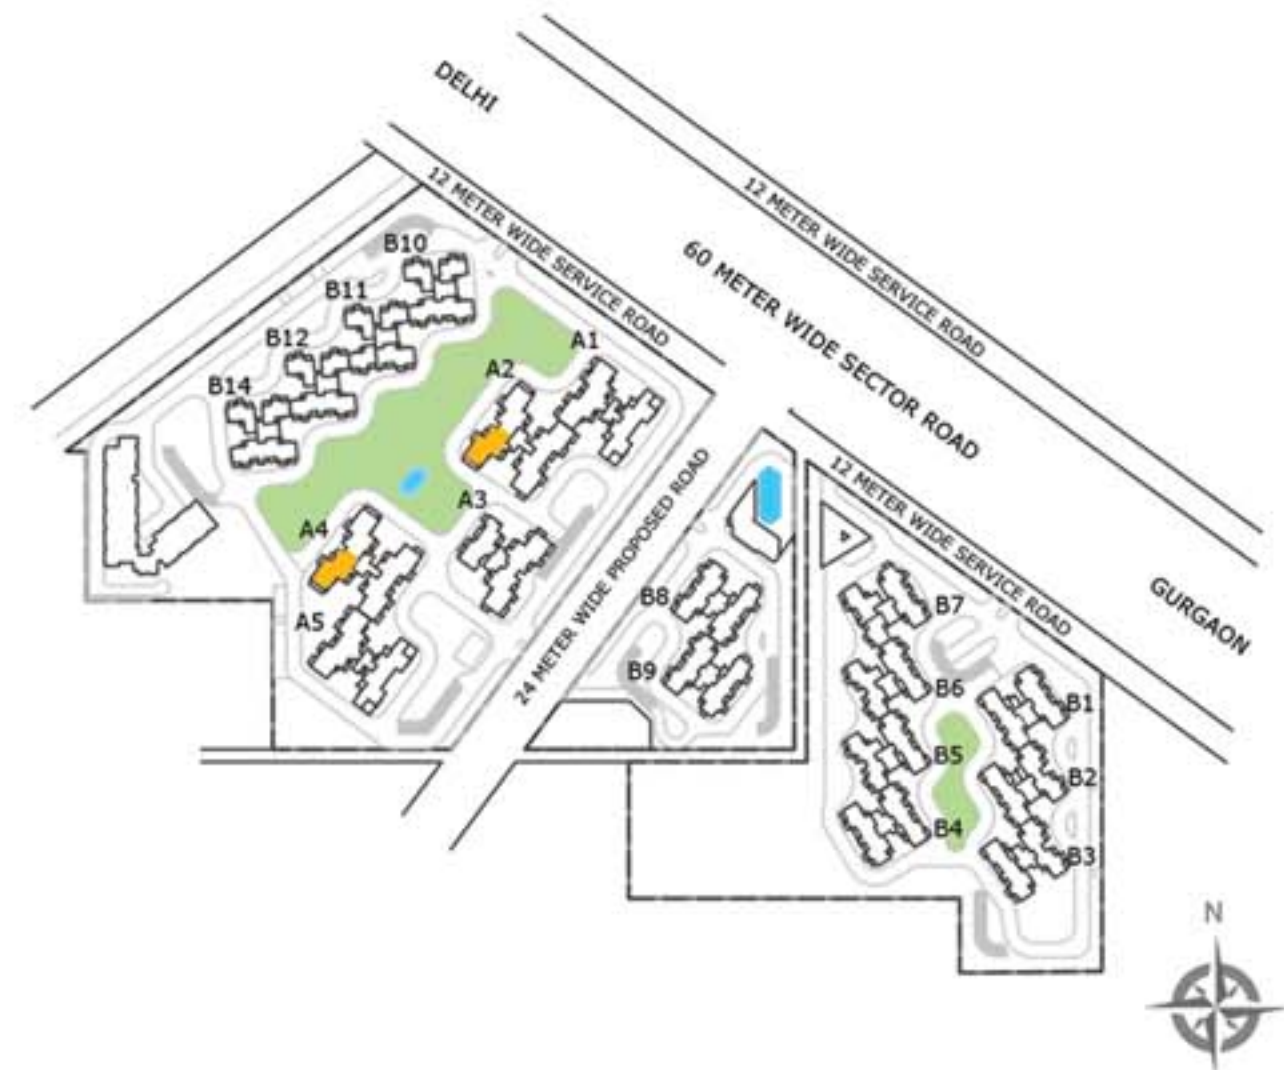 DELHI
12 METER WIDE SERVICE ROAD
12 METER WIDE SERVICE ROAD
60 METER WIDE SECTOR ROAD
B10
B11
B12
B14
A1
A2
A3
A4
A5
24 METER WIDE PROPOSED ROAD
12 METER WIDE SERVICE ROAD
GURGAON
B8
B9
B7
B6
B5
B4
B1
B2
B3
N